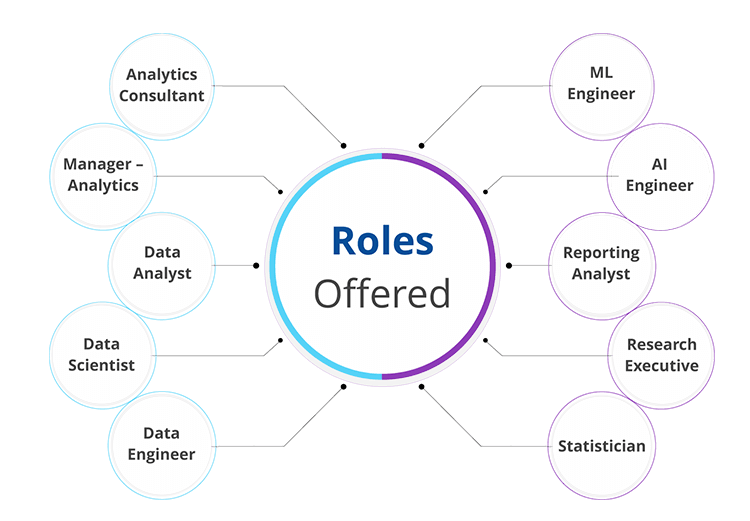 Analytics
Consultant
Manager –
Analytics
Data
Analyst
Data
Scientist
Data
Engineer
Roles
Offered
ML
Engineer
AI
Engineer
Reporting
Analyst
Research
Executive
Statistician